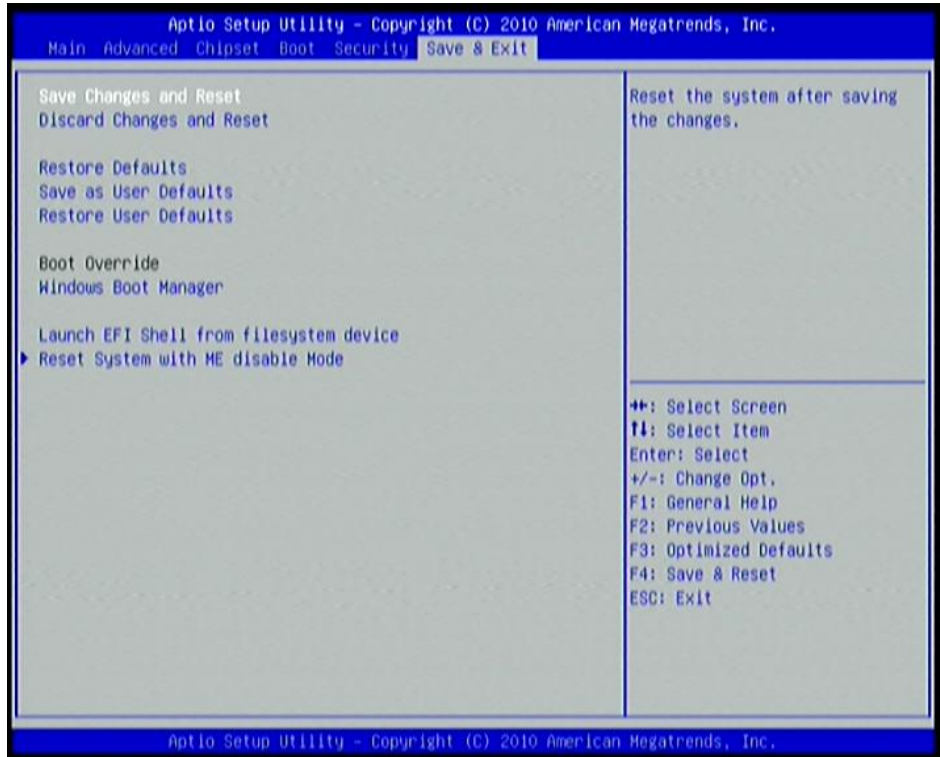 Aptio Setup Utility - Copyright (C) 2010 American Megatrends, Inc.
Main Advanced Chipset Boot Security Save & Exit
Save Changes and Reset
Discard Changes and Reset
Restore Defaults
Save as User Defaults
Restore User Defaults
Boot Override
Windows Boot Manager
Launch EFI Shell from filesystem device
Reset System with ME disable Mode
Reset the system after saving
the changes.
→←: Select Screen
↑↓: Select Item
Enter: Select
+/-: Change Opt.
F1: General Help
F2: Previous Values
F3: Optimized Defaults
F4: Save & Reset
ESC: Exit
Aptio Setup Utility - Copyright (C) 2010 American Megatrends, Inc.